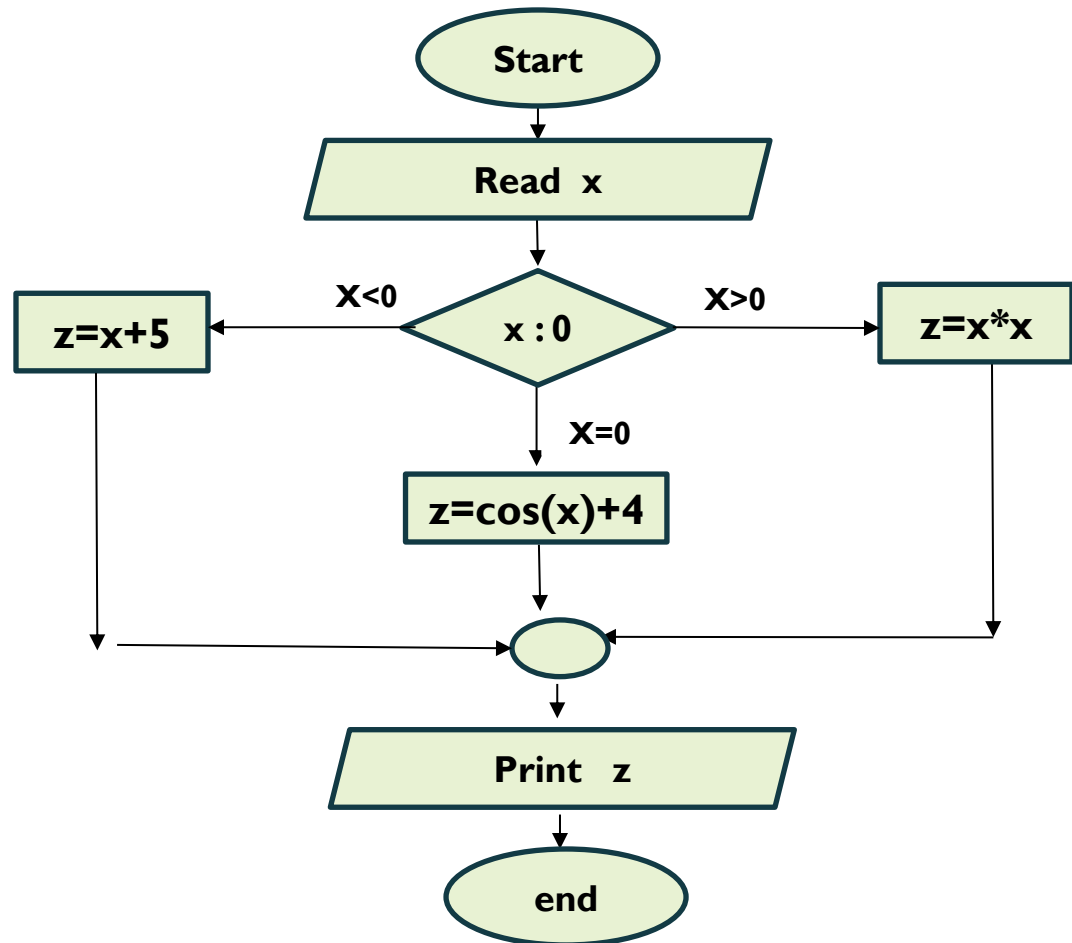 Start
Read x
X<0
X>0
z=x+5
x : 0
z=x*x
X=0
z=cos(x)+4
Print z
end